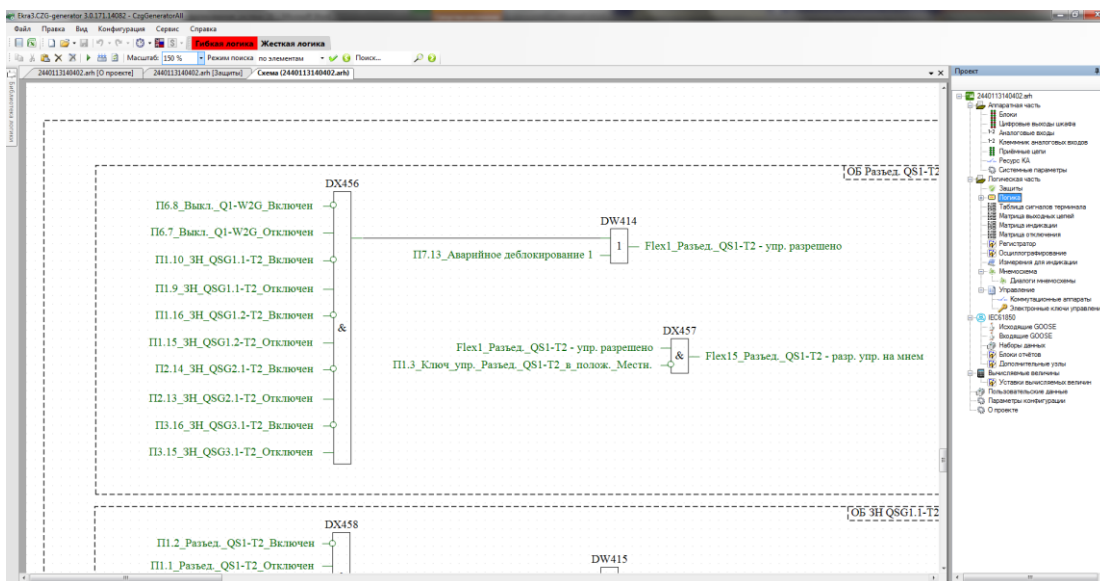 Ekra3.CZG-generator 3.0.171.14082 - CzgGeneratorAB
Файл Правка Вид Конфигурация Сервис Справка
Гибкая логика Жесткая логика
Масштаб: 150 % Режим поиска по элементам Поиск...
2440113140402.arh [О проекте] 2440113140402.arh [Защиты] Схема (2440113140402.arh)
Библиотека логики
ОБ Разъед. QS1-T2
DX456
П6.8_Выкл._Q1-W2G_Включен
П6.7_Выкл._Q1-W2G_Отключен
П1.10_ЗН_QSG1.1-T2_Включен
П1.9_ЗН_QSG1.1-T2_Отключен
П1.16_ЗН_QSG1.2-T2_Включен
П1.15_ЗН_QSG1.2-T2_Отключен
П2.14_ЗН_QSG2.1-T2_Включен
П2.13_ЗН_QSG2.1-T2_Отключен
П3.16_ЗН_QSG3.1-T2_Включен
П3.15_ЗН_QSG3.1-T2_Отключен
&
DW414
П7.13_Аварийное деблокирование 1
1
Flex1_Разъед._QS1-T2 - упр. разрешено
DX457
Flex1_Разъед._QS1-T2 - упр. разрешено
П1.3_Ключ_упр._Разъед._QS1-T2_в_полож._Местн.
&
Flex15_Разъед._QS1-T2 - разр. упр. на мнем
ОБ ЗН QSG1.1-T2
DX458
П1.2_Разъед._QS1-T2_Включен
П1.1_Разъед._QS1-T2_Отключен
DW415
Проект
2440113140402.arh
Аппаратная часть
Блоки
Цифровые выходы шкафа
Аналоговые входы
Клеммник аналоговых входов
Приёмные цепи
Ресурс КА
Системные параметры
Логическая часть
Защиты
Логика
Таблица сигналов терминала
Матрица выходных цепей
Матрица индикации
Матрица отключения
Регистратор
Осциллографирование
Измерения для индикации
Мнемосхема
Диалоги мнемосхемы
Управление
Коммутационные аппараты
Электронные ключи управлени
IEC61850
Исходящие GOOSE
Входящие GOOSE
Наборы данных
Блоки отчётов
Дополнительные узлы
Вычисляемые величины
Уставки вычисляемых величин
Пользовательские данные
Параметры конфигурации
О проекте